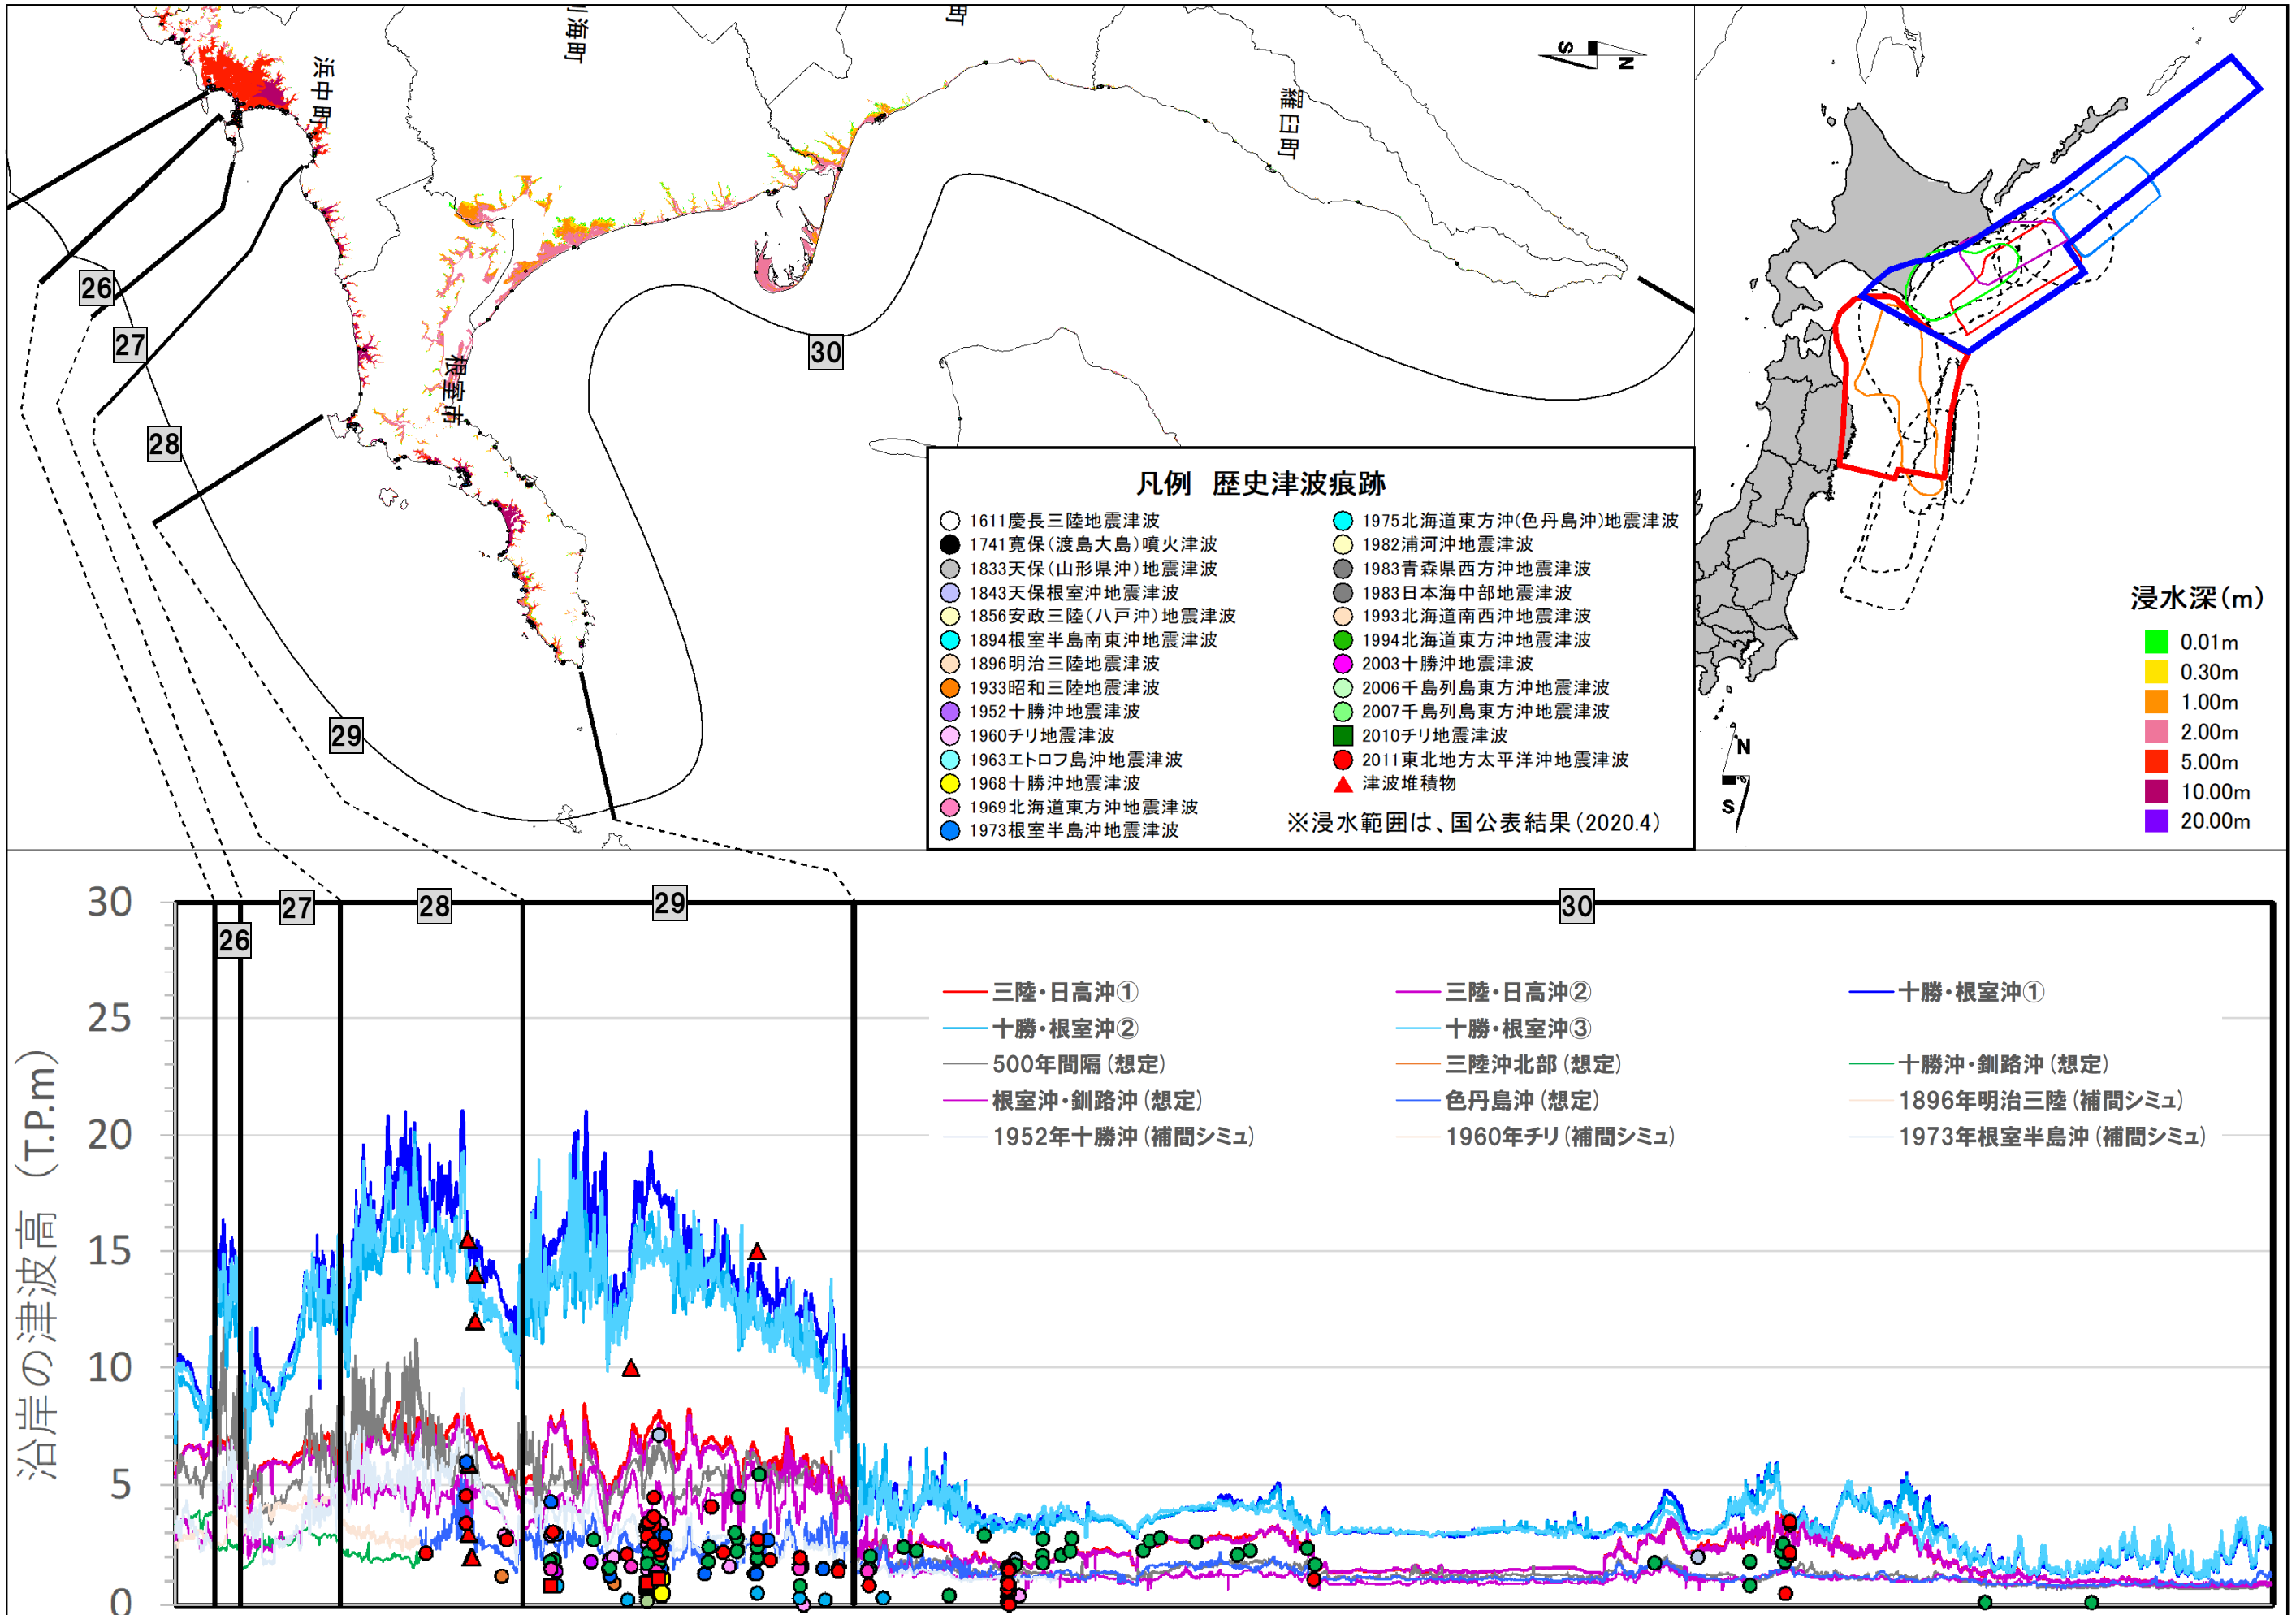 別海町
町
浜中町
羅臼町
根室市
S N
26
27
28
29
30
凡例 歴史津波痕跡
1611慶長三陸地震津波
1741寛保(渡島大島)噴火津波
1833天保(山形県沖)地震津波
1843天保根室沖地震津波
1856安政三陸(八戸沖)地震津波
1894根室半島南東沖地震津波
1896明治三陸地震津波
1933昭和三陸地震津波
1952十勝沖地震津波
1960チリ地震津波
1963エトロフ島沖地震津波
1968十勝沖地震津波
1969北海道東方沖地震津波
1973根室半島沖地震津波
1975北海道東方沖(色丹島沖)地震津波
1982浦河沖地震津波
1983青森県西方沖地震津波
1983日本海中部地震津波
1993北海道南西沖地震津波
1994北海道東方沖地震津波
2003十勝沖地震津波
2006千島列島東方沖地震津波
2007千島列島東方沖地震津波
2010チリ地震津波
2011東北地方太平洋沖地震津波
津波堆積物
※浸水範囲は、国公表結果(2020.4)
N
S
浸水深(m)
0.01m
0.30m
1.00m
2.00m
5.00m
10.00m
20.00m
沿岸の津波高 (T.P.m)
30
25
20
15
10
5
0
26
27
28
29
30
三陸・日高沖①
三陸・日高沖②
十勝・根室沖①
十勝・根室沖②
十勝・根室沖③
500年間隔(想定)
三陸沖北部(想定)
十勝沖・釧路沖(想定)
根室沖・釧路沖(想定)
色丹島沖(想定)
1896年明治三陸(補間シミュ)
1952年十勝沖(補間シミュ)
1960年チリ(補間シミュ)
1973年根室半島沖(補間シミュ)